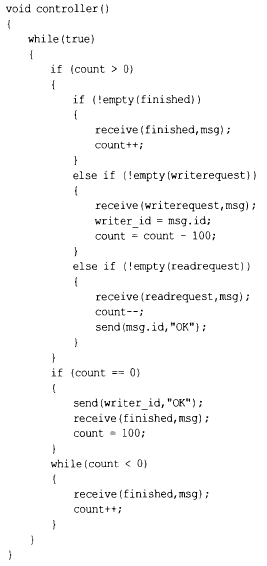 void controller()
{
while(true)
{
if (count > 0)
{
if (!empty(finished))
{
receive(finished,msg);
count++;
}
else if (!empty(writerequest))
{
receive(writerequest,msg);
writer_id = msg.id;
count = count - 100;
}
else if (!empty(readrequest))
{
receive(readrequest,msg);
count--;
send(msg.id,"OK");
}
}
if (count == 0)
{
send(writer_id,"OK");
receive(finished,msg);
count = 100;
}
while(count < 0)
{
receive(finished,msg);
count++;
}
}
}